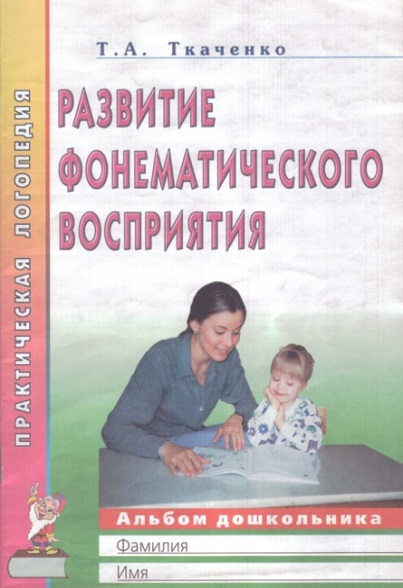 Т.А. Ткаченко
РАЗВИТИЕ
ФОНЕМАТИЧЕСКОГО
ВОСПРИЯТИЯ
ПРАКТИЧЕСКАЯ ЛОГОПЕДИЯ
Альбом дошкольника
Фамилия
Имя